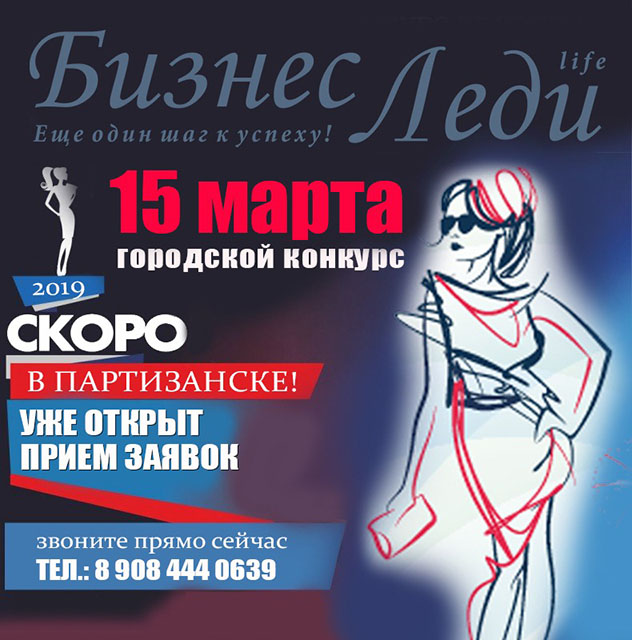 Бизнес Леди
life
Еще один шаг к успеху!
15 марта
городской конкурс
2019
СКОРО
В ПАРТИЗАНСКЕ!
УЖЕ ОТКРЫТ
ПРИЕМ ЗАЯВОК
звоните прямо сейчас
ТЕЛ.: 8 908 444 0639